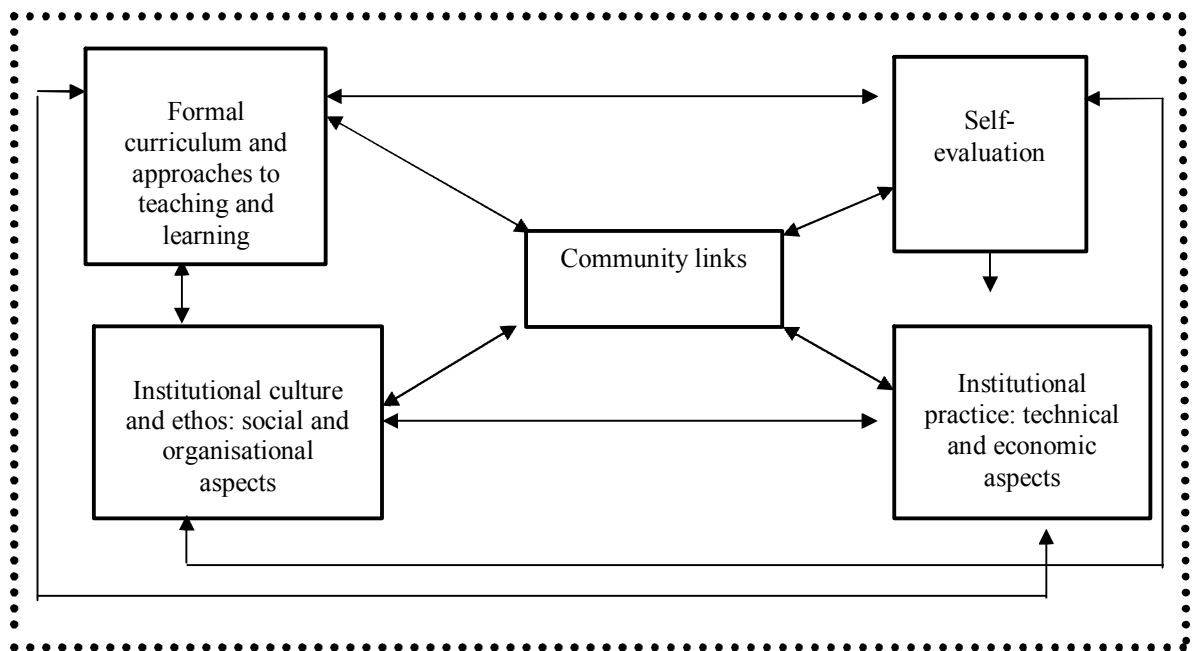 Formal
curriculum and
approaches to
teaching and
learning
Self-
evaluation
Community links
Institutional culture
and ethos: social and
organisational
aspects
Institutional
practice: technical
and economic
aspects